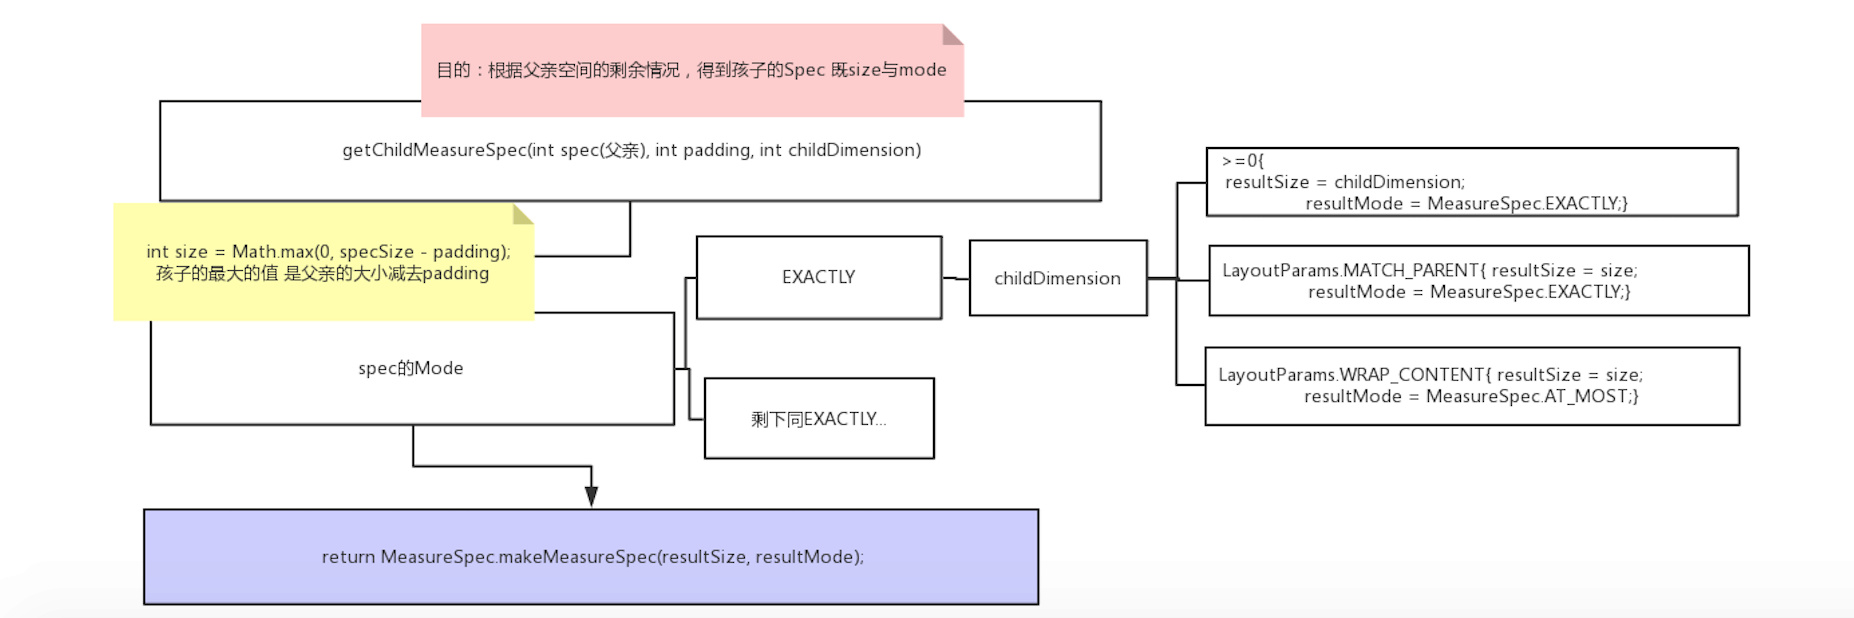 目的：根据父亲空间的剩余情况，得到孩子的Spec 既size与mode
getChildMeasureSpec(int spec(父亲), int padding, int childDimension)
int size = Math.max(0, specSize - padding);
孩子的最大的值 是父亲的大小减去padding
spec的Mode
EXACTLY
剩下同EXACTLY...
childDimension
>=0{
resultSize = childDimension;
resultMode = MeasureSpec.EXACTLY;}
LayoutParams.MATCH_PARENT{ resultSize = size;
resultMode = MeasureSpec.EXACTLY;}
LayoutParams.WRAP_CONTENT{ resultSize = size;
resultMode = MeasureSpec.AT_MOST;}
return MeasureSpec.makeMeasureSpec(resultSize, resultMode);